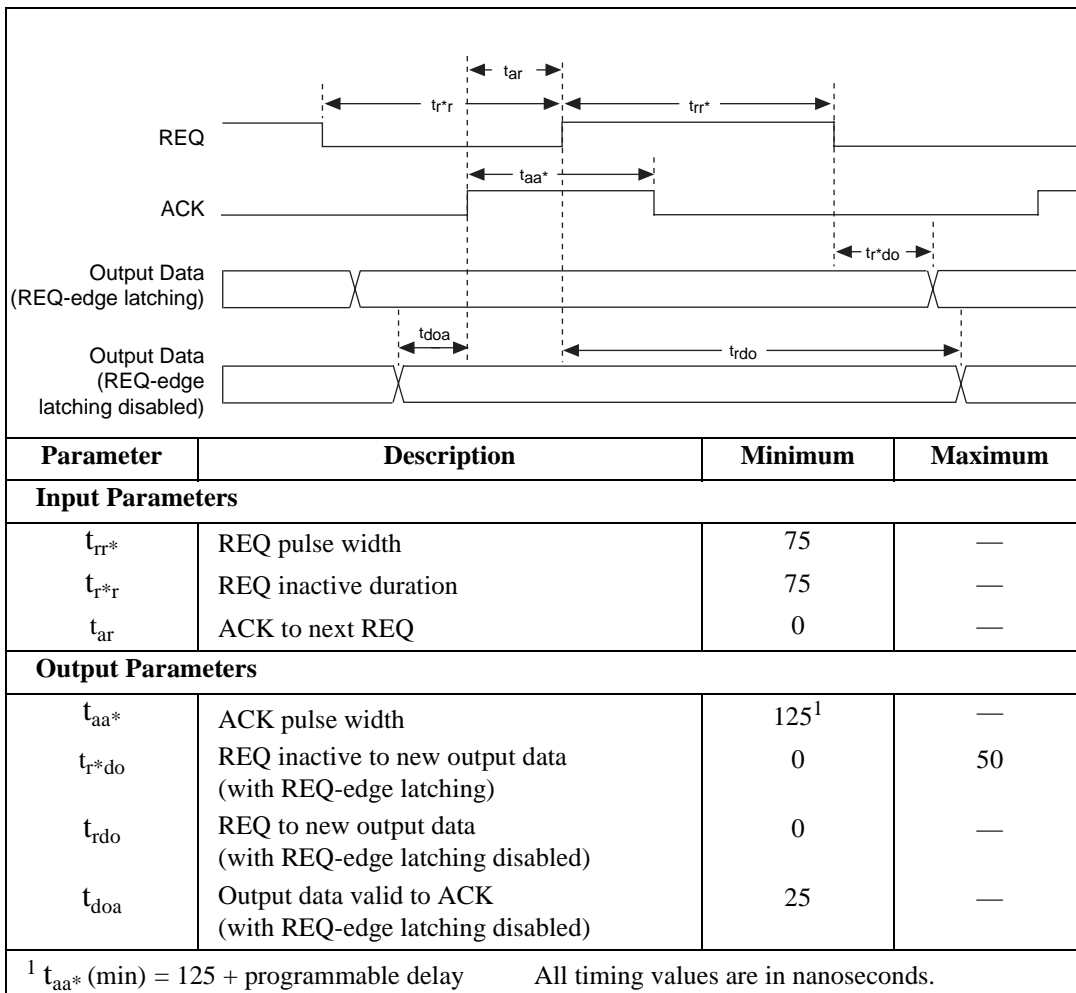 tar
tr*r
trr*
REQ
taa*
ACK
tr*do
Output Data
(REQ-edge latching)
tdoa
trdo
Output Data
(REQ-edge
latching disabled)
Parameter Description Minimum Maximum
Input Parameters
trr* REQ pulse width 75 —
tr*r REQ inactive duration 75 —
tar ACK to next REQ 0 —
Output Parameters
taa* ACK pulse width 1251 —
tr*do REQ inactive to new output data 0 50
(with REQ-edge latching)
trdo REQ to new output data 0 —
(with REQ-edge latching disabled)
tdoa Output data valid to ACK 25 —
(with REQ-edge latching disabled)
1 taa* (min) = 125 + programmable delay All timing values are in nanoseconds.